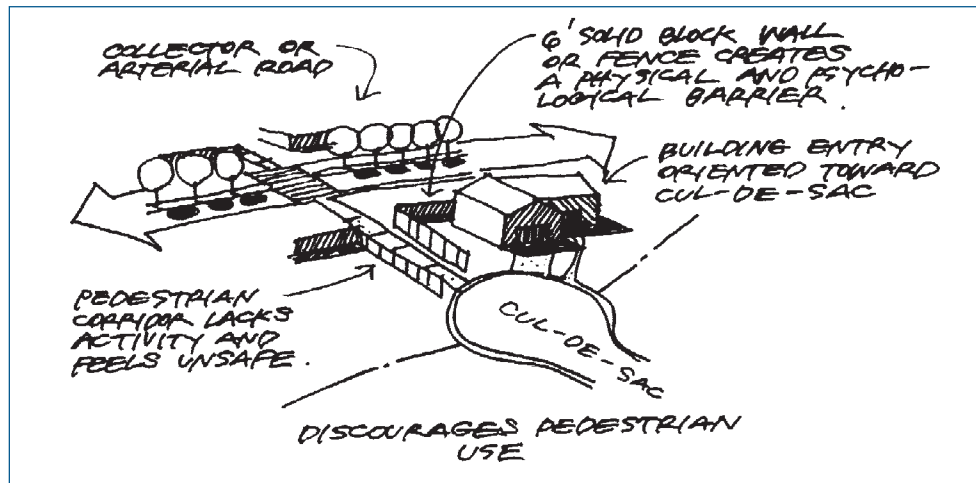 COLLECTOR OR
ARTERIAL ROAD
6' SOLID BLOCK WALL
OR FENCE CREATES
A PHYSICAL AND PSYCHO-
LOGICAL BARRIER.
BUILDING ENTRY
ORIENTED TOWARD
CUL-DE-SAC
PEDESTRIAN
CORRIDOR LACKS
ACTIVITY AND
FEELS UNSAFE.
CUL-DE-SAC
DISCOURAGES PEDESTRIAN
USE